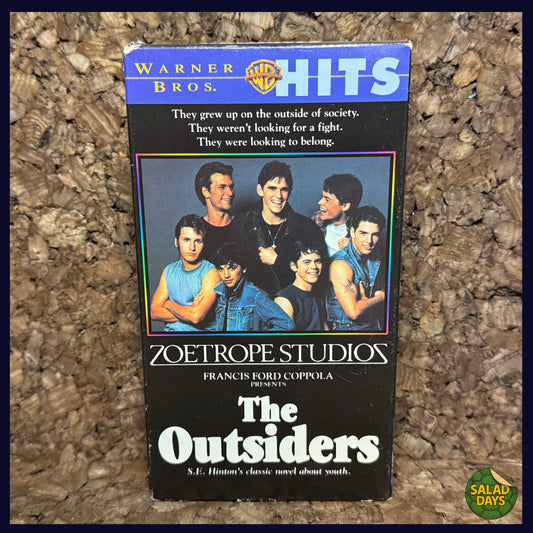 WARNER BROS. WB HITS
They grew up on the outside of society.
They weren't looking for a fight.
They were looking to belong.
ZOETROPE STUDIOS
FRANCIS FORD COPPOLA
PRESENTS
The
Outsiders
S.E. Hinton's classic novel about youth.
SALAD
DAYS